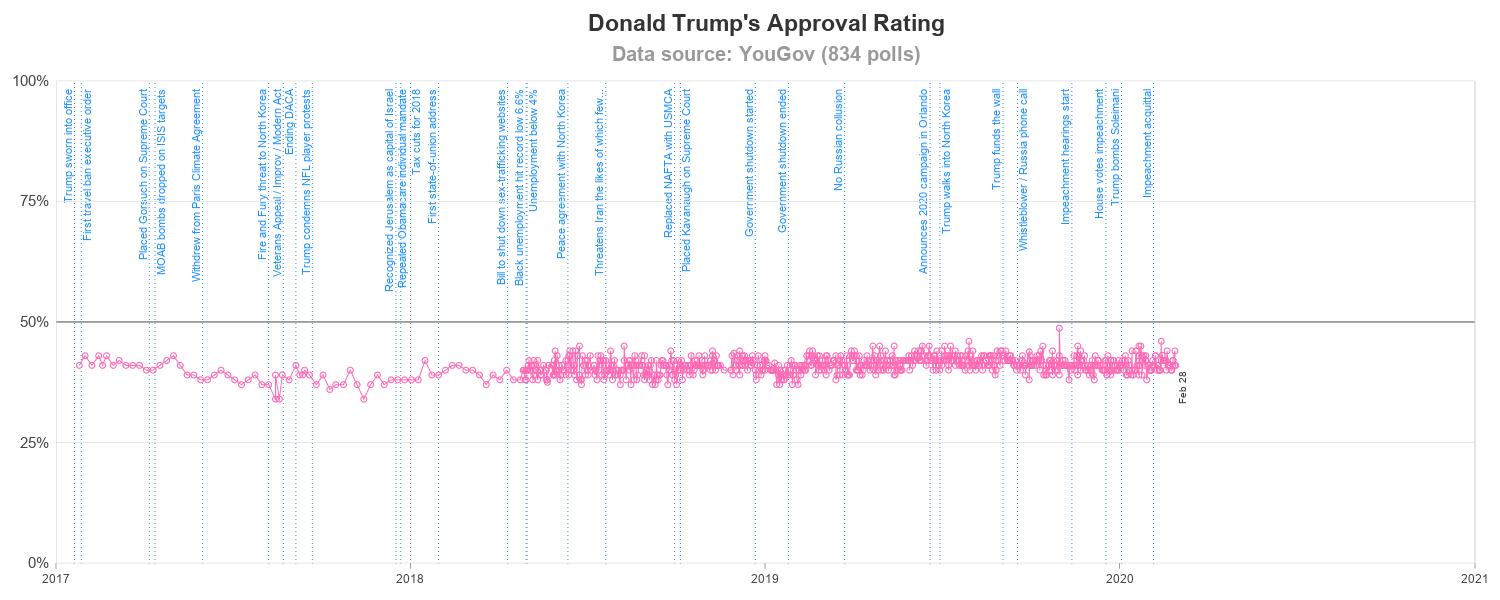 Donald Trump's Approval Rating
Data source: YouGov (834 polls)
100%
75%
50%
25%
0%
Trump sworn into office
First travel ban executive order
Placed Gorsuch on Supreme Court
MOAB bombs dropped on ISIS targets
Withdrew from Paris Climate Agreement
Fire and Fury threat to North Korea
Veterans Appeal / Improv / Modern Act
Ending DACA
Trump condemns NFL player protests
Recognized Jerusalem as capital of Israel
Repealed Obamacare individual mandate
Tax cuts for 2018
First state-of-union address
Bill to shut down sex-trafficking websites
Black unemployment hit record low 6.6%
Unemployment below 4%
Peace agreement with North Korea
Threatens Iran the likes of which few...
Replaced NAFTA with USMCA
Placed Kavanaugh on Supreme Court
Government shutdown started
Government shutdown ended
No Russian collusion
Announces 2020 campaign in Orlando
Trump walks into North Korea
Trump funds the wall
Whistleblower / Russia phone call
Impeachment hearings start
House votes impeachment
Trump bombs Soleimani
Impeachment acquittal
Feb 28
2017
2018
2019
2020
2021